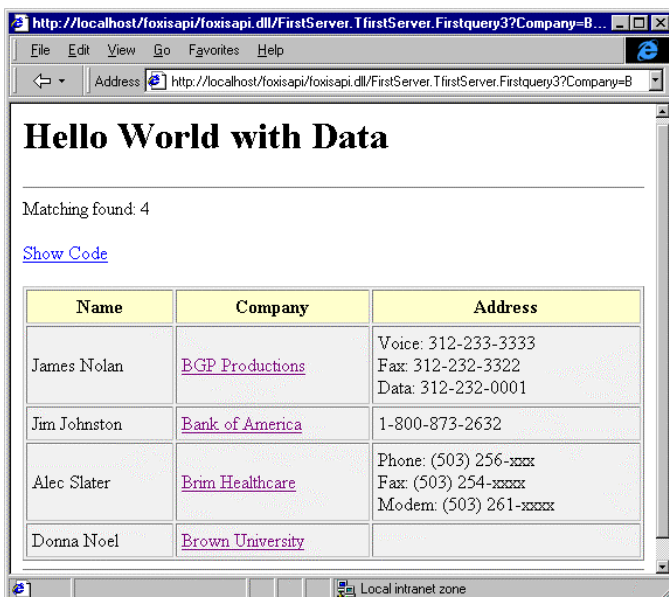 http://localhost/foxisapi/foxisapi.dll/FirstServer.TfirstServer.Firstquery3?Company=B...
File Edit View Go Favorites Help
Address http://localhost/foxisapi/foxisapi.dll/FirstServer.TfirstServer.Firstquery3?Company=B
Hello World with Data
Matching found: 4
Show Code
Name Company Address
James Nolan BGP Productions Voice: 312-233-3333
Fax: 312-232-3322
Data: 312-232-0001
Jim Johnston Bank of America 1-800-873-2632
Alec Slater Brim Healthcare Phone: (503) 256-xxx
Fax: (503) 254-xxxx
Modem: (503) 261-xxxx
Donna Noel Brown University
Local intranet zone